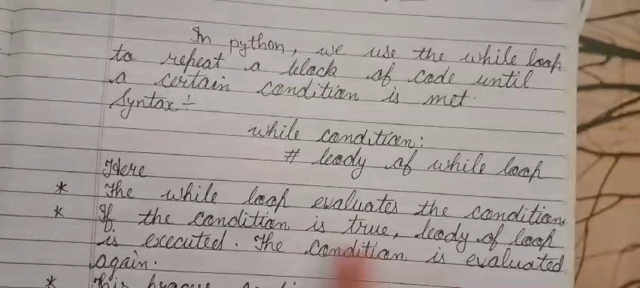 In python, we use the while loop
to repeat a block of code until
a certain condition is met.
Syntax:-
while condition:
# body of while loop
Here
* The while loop evaluates the condition
* If the condition is true, body of loop
is executed. The condition is evaluated
again.
* This